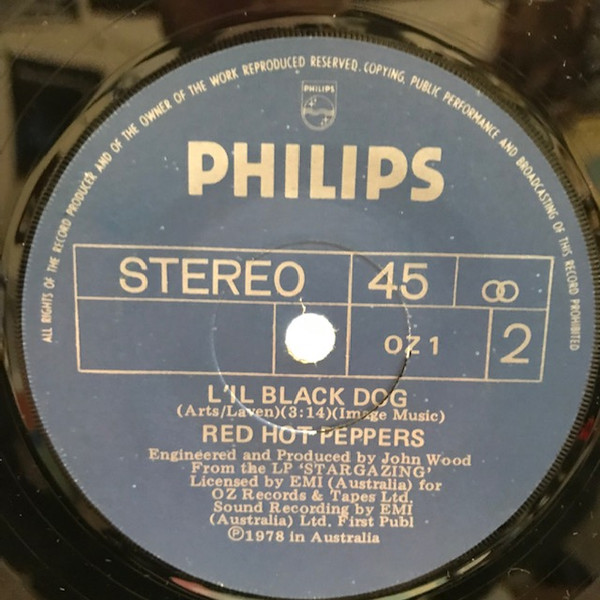 ALL RIGHTS OF THE RECORD PRODUCER AND OF THE OWNER OF THE WORK REPRODUCED RESERVED. COPYING, PUBLIC PERFORMANCE AND BROADCASTING OF THIS RECORD PROHIBITED
PHILIPS
PHILIPS
STEREO 45
OZ1 2
L'IL BLACK DOG
(Arts/Laven)(3:14)(Image Music)
RED HOT PEPPERS
Engineered and Produced by John Wood
From the LP 'STARGAZING'
Licensed by EMI (Australia) for
OZ Records & Tapes Ltd.
Sound Recording by EMI
(Australia) Ltd. First Publ
℗1978 in Australia